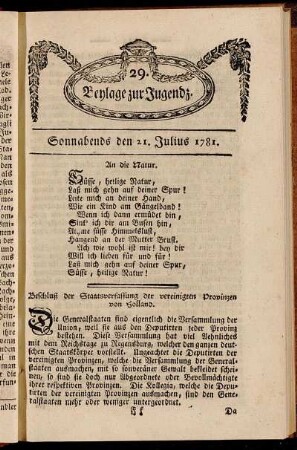 29.
Beylage zur Jugendz.
Sonnabends den 21. Julius 1781.
An die Natur.
Süsse, heilige Natur,
Laß mich gehn auf deiner Spur!
Leite mich an deiner Hand,
Wie ein Kind am Gängelband!
Wenn ich dann ermüdet bin,
Sink' ich dir am Busen hin,
Athme süsse Himmelslust,
Hangend an der Mutter Brust.
Ach wie wohl ist mir! bey dir
Will ich lieben für und für!
Laß mich gehn auf deiner Spur,
Süsse, heilige Natur!
Beschluß der Staatsverfassung der vereinigten Provinzen
von Holland.
Die Generalstaaten sind eigentlich die Versammlung der
Union, weil sie aus den Deputirten jeder Provinz
bestehen. Diese Versammlung hat viel Aehnlichkeit
mit dem Reichstage zu Regensburg, welcher den ganzen deut-
schen Staatskörper vorstellt. Ungeachtet die Deputirten der
vereinigten Provinzen, welche die Versammlung der General-
staaten ausmachen, mit so souveräner Gewalt bekleidet schei-
nen, so sind sie doch nur Abgeordnete oder Bevollmächtigte
ihrer respektiven Provinzen. Die Kollegia, welche die Depu-
tirten der vereinigten Provinzen ausmachen, sind den Gene-
ralstaaten mehr oder weniger untergeordnet.
Da